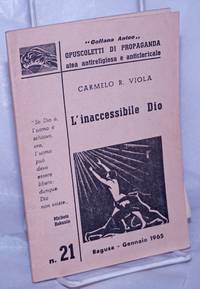 "Collana Anteo"
OPUSCOLETTI DI PROPAGANDA
atea antireligiosa e anticlericale
CARMELO R. VIOLA
L'inaccessibile Dio
"Se Dio è,
l'uomo è
schiavo;
ora,
l'uomo
può
deve
essere
libero:
dunque
Dio
non esiste„
Michele
Bakunin
n. 21
Ragusa - Gennaio 1965